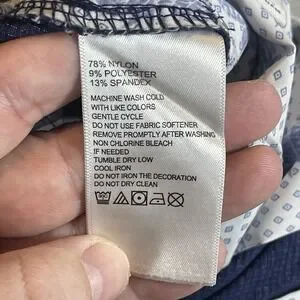 78% NYLON
9% POLYESTER
13% SPANDEX
MACHINE WASH COLD
WITH LIKE COLORS
GENTLE CYCLE
DO NOT USE FABRIC SOFTENER
REMOVE PROMPTLY AFTER WASHING
NON CHLORINE BLEACH
IF NEEDED
TUMBLE DRY LOW
COOL IRON
DO NOT IRON THE DECORATION
DO NOT DRY CLEAN